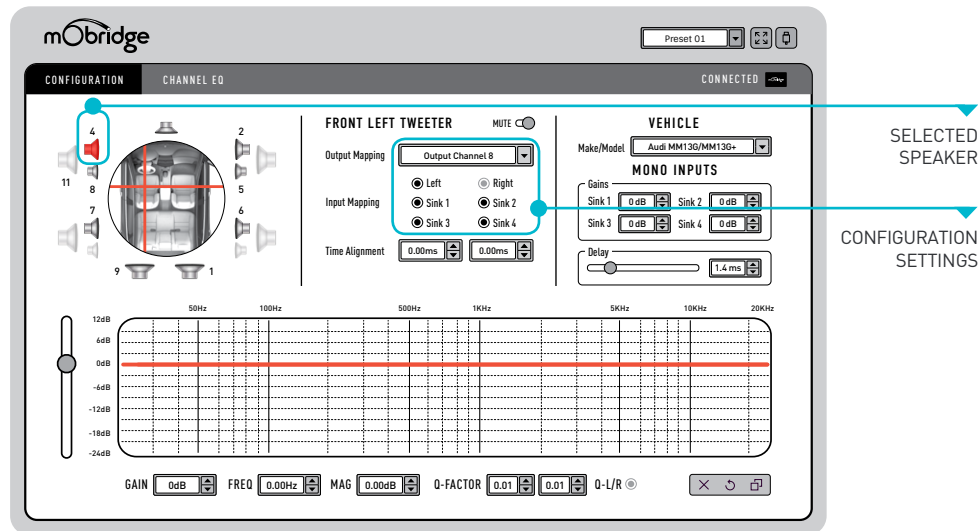 mObridge
Preset 01
CONFIGURATION
CHANNEL EQ
CONNECTED
SELECTED
SPEAKER
CONFIGURATION
SETTINGS
4
2
11
8
5
7
6
9
1
FRONT LEFT TWEETER
MUTE
Output Mapping
Output Channel 8
Left
Right
Input Mapping
Sink 1
Sink 2
Sink 3
Sink 4
Time Alignment
0.00ms
0.00ms
VEHICLE
Make/Model
Audi MM13G/MM13G+
MONO INPUTS
Gains
Sink 1
0 dB
Sink 2
0 dB
Sink 3
0 dB
Sink 4
0 dB
Delay
1.4 ms
50Hz
100Hz
500Hz
1KHz
5KHz
10KHz
20KHz
12dB
6dB
0dB
-6dB
-12dB
-18dB
-24dB
GAIN
0dB
FREQ
0.00Hz
MAG
0.00dB
Q-FACTOR
0.01
0.01
Q-L/R